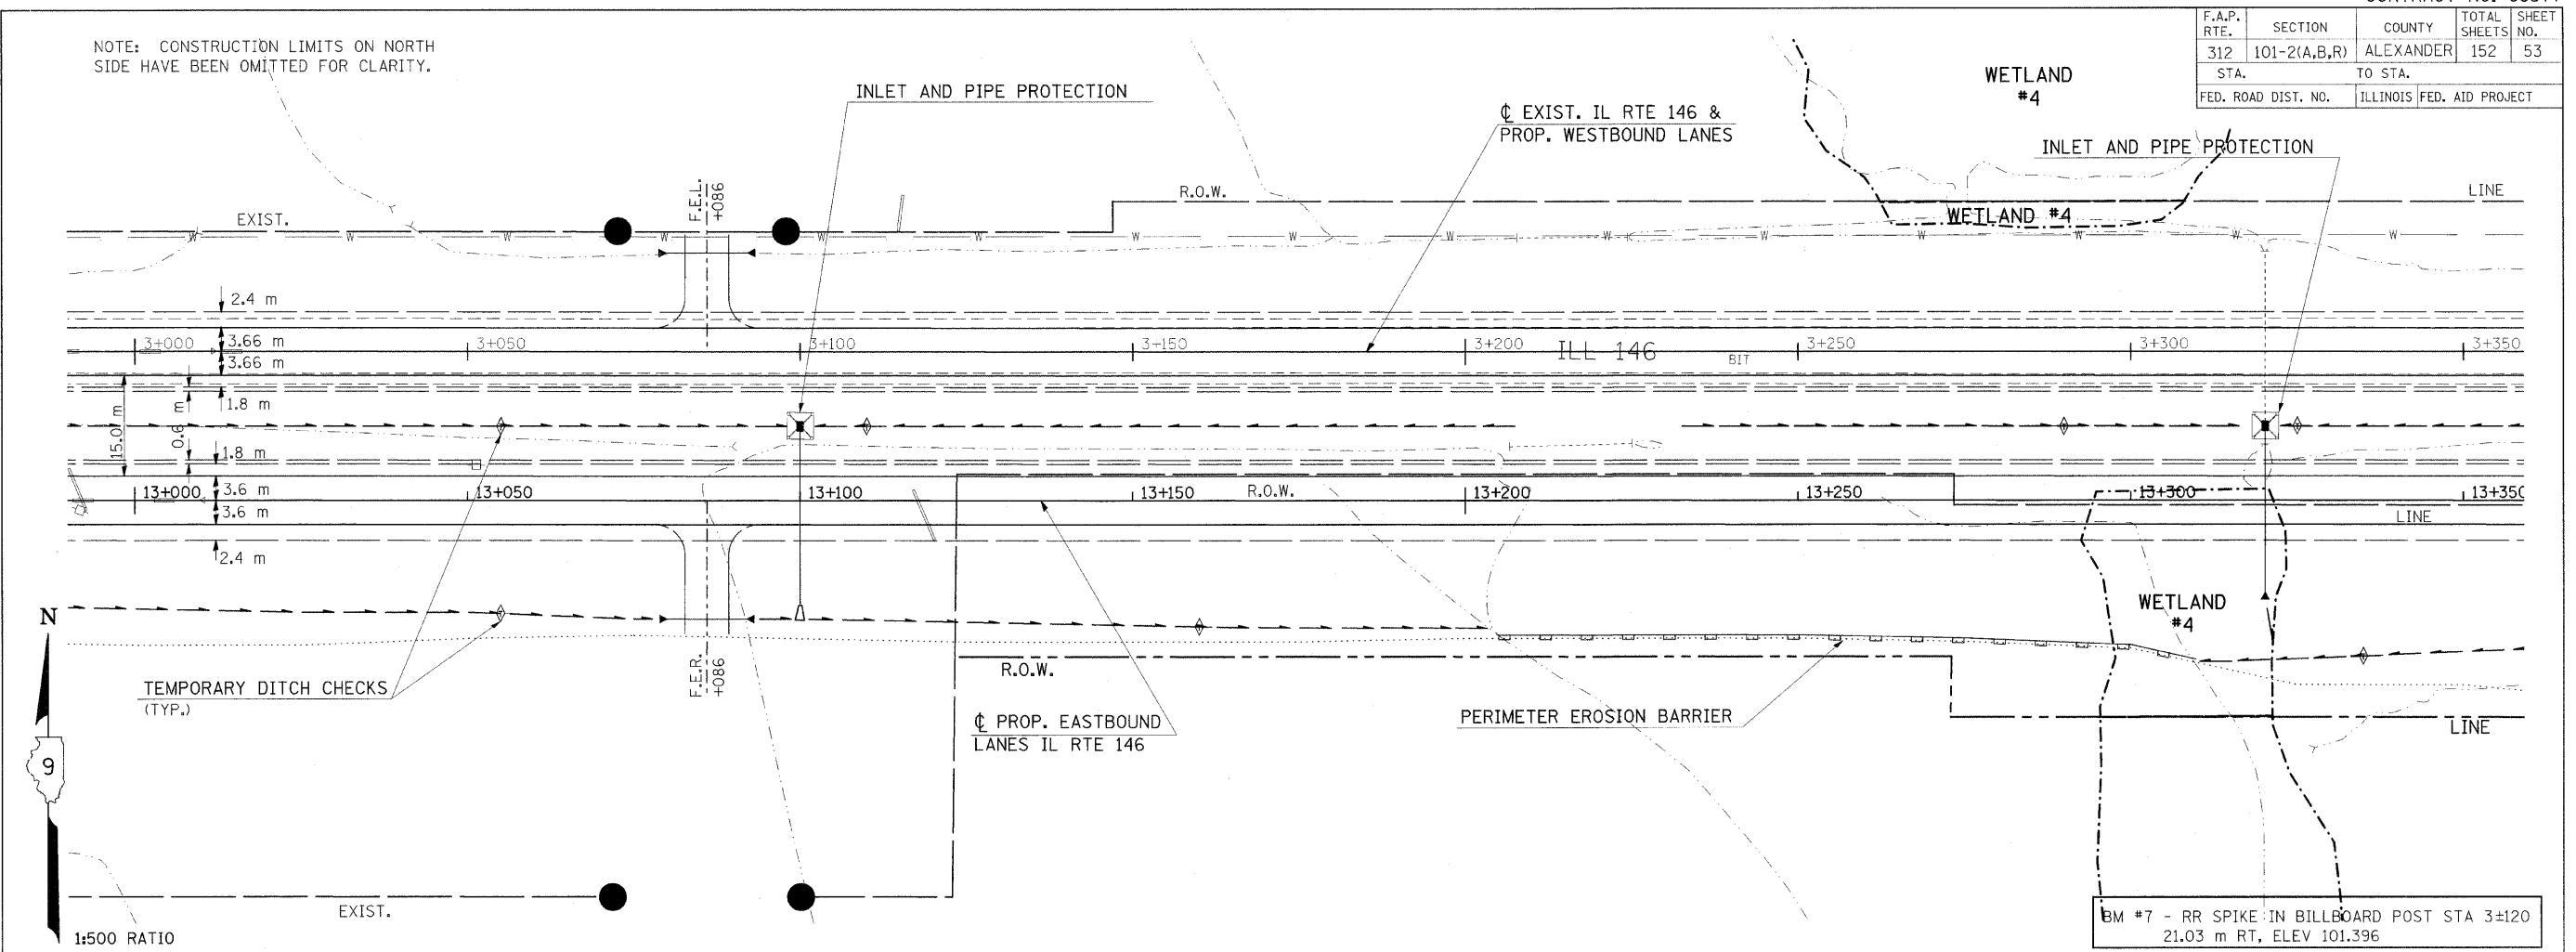 F.A.P. RTE. SECTION COUNTY TOTAL SHEETS SHEET NO.
312 101-2(A,B,R) ALEXANDER 152 53
STA. TO STA.
FED. ROAD DIST. NO. ILLINOIS FED. AID PROJECT
NOTE: CONSTRUCTION LIMITS ON NORTH
SIDE HAVE BEEN OMITTED FOR CLARITY.
INLET AND PIPE PROTECTION
℄ EXIST. IL RTE 146 &
PROP. WESTBOUND LANES
WETLAND
#4
INLET AND PIPE PROTECTION
EXIST.
F.E.L.
+086
R.O.W.
LINE
WETLAND #4
W W W W W W W W W W W W W W W
2.4 m
3.66 m
3.66 m
3+000 3+050 3+100 3+150 3+200 ILL 146 BIT 3+250 3+300 3+350
1.8 m
0.6 m
15.0 m
1.8 m
3.6 m
3.6 m
2.4 m
13+000 13+050 13+100 13+150 R.O.W. 13+200 13+250 13+300 13+350
LINE
N
WETLAND
#4
F.E.R.
+086
R.O.W.
TEMPORARY DITCH CHECKS
(TYP.)
℄ PROP. EASTBOUND
LANES IL RTE 146
PERIMETER EROSION BARRIER
LINE
9
EXIST.
1:500 RATIO
BM #7 - RR SPIKE IN BILLBOARD POST STA 3±120
21.03 m RT, ELEV 101.396